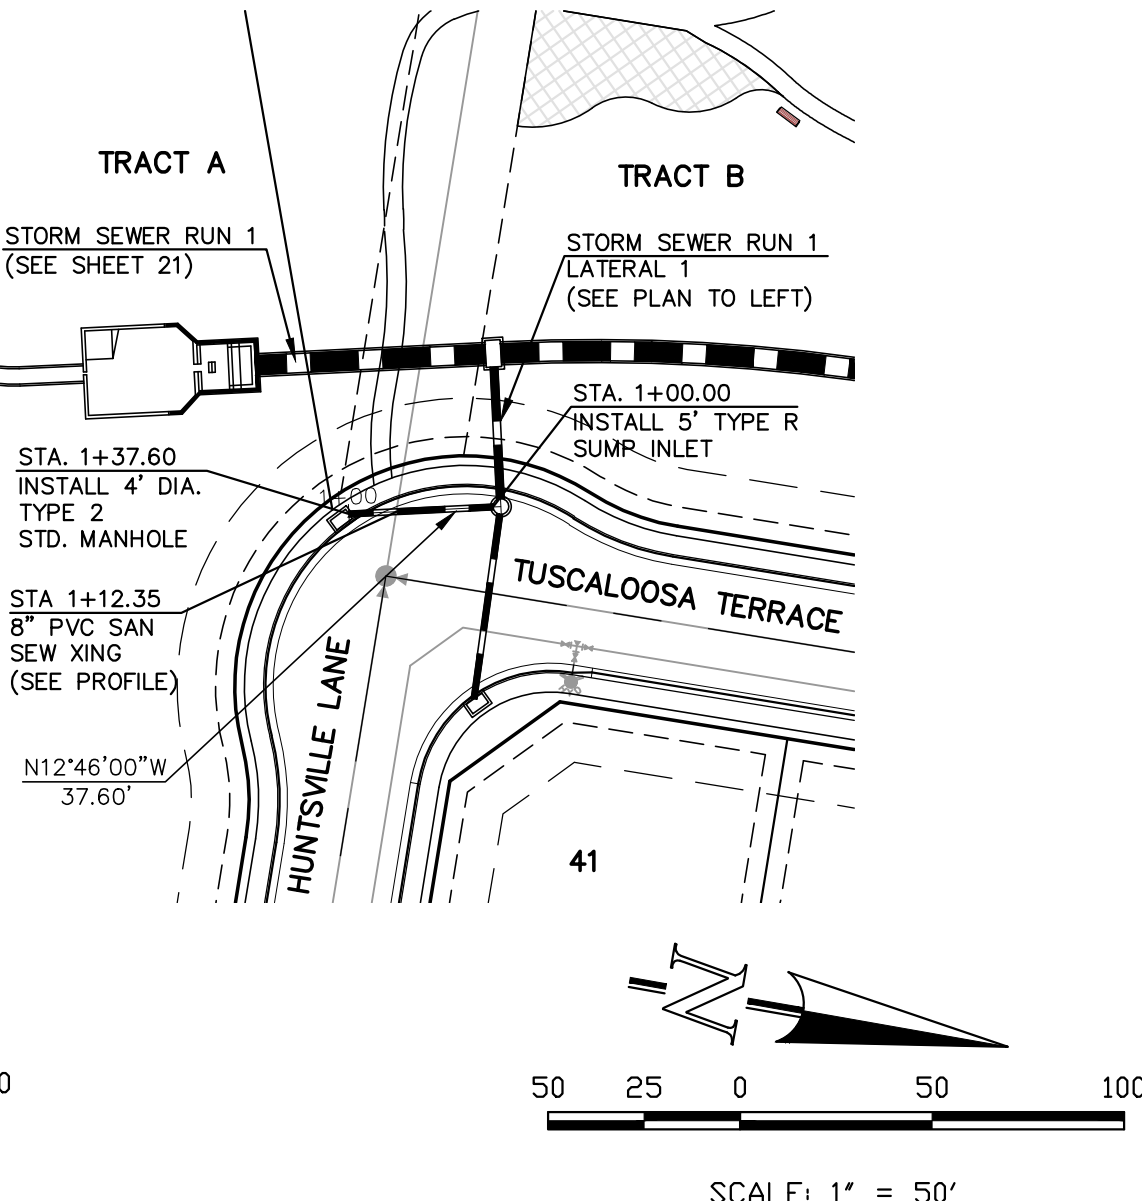 TRACT A
TRACT B
STORM SEWER RUN 1
(SEE SHEET 21)
STORM SEWER RUN 1
LATERAL 1
(SEE PLAN TO LEFT)
STA. 1+00.00
INSTALL 5' TYPE R
SUMP INLET
STA. 1+37.60
INSTALL 4' DIA.
TYPE 2
STD. MANHOLE
1+00
STA 1+12.35
8" PVC SAN
SEW XING
(SEE PROFILE)
TUSCALOOSA TERRACE
HUNTSVILLE LANE
N12°46'00"W
37.60'
41
N
0
50 25 0 50 100
SCALE: 1" = 50'